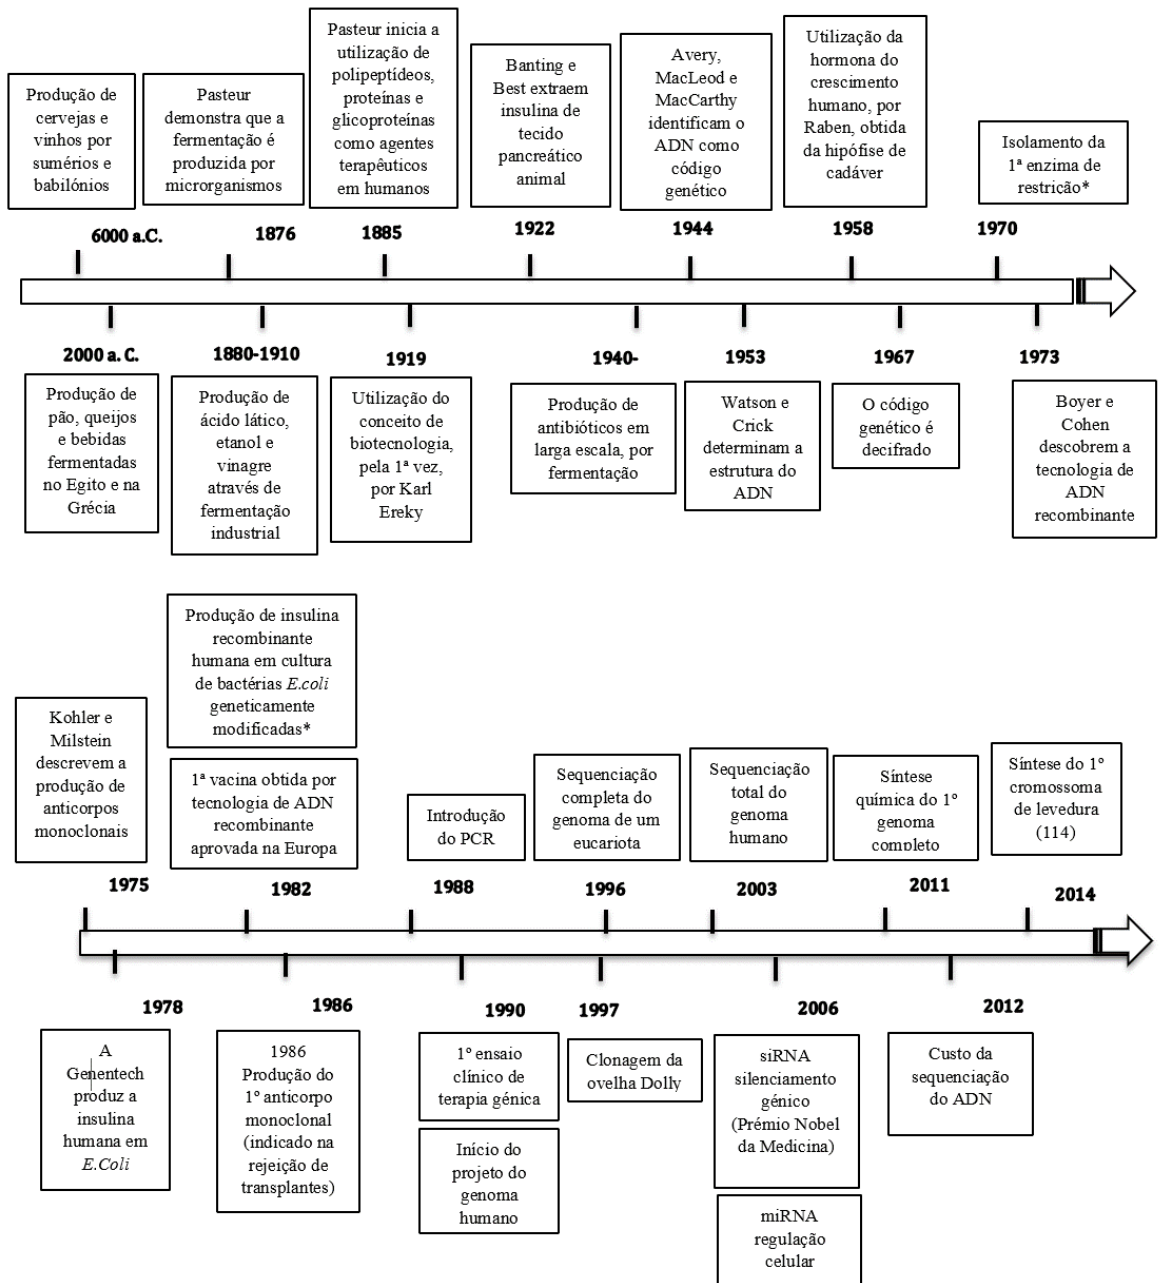 Produção de
cervejas e
vinhos por
sumérios e
babilónios
6000 a.C.
Pasteur
demonstra que a
fermentação é
produzida por
microrganismos
1876
Pasteur inicia a
utilização de
polipeptídeos,
proteínas e
glicoproteínas
como agentes
terapêuticos
em humanos
1885
Banting e
Best extraem
insulina de
tecido
pancreático
animal
1922
Avery,
MacLeod e
MacCarthy
identificam o
ADN como
código
genético
1944
Utilização da
hormona do
crescimento
humano, por
Raben, obtida
da hipófise de
cadáver
1958
Isolamento da
1ª enzima de
restrição*
1970
2000 a. C.
Produção de
pão, queijos
e bebidas
fermentadas
no Egito e na
Grécia
1880-1910
Produção de
ácido lático,
etanol e
vinagre
através de
fermentação
industrial
1919
Utilização do
conceito de
biotecnologia,
pela 1ª vez,
por Karl
Ereky
1940-
Produção de
antibióticos em
larga escala, por
fermentação
1953
Watson e
Crick
determinam a
estrutura do
ADN
1967
O código
genético é
decifrado
1973
Boyer e
Cohen
descobrem a
tecnologia de
ADN
recombinante
Kohler e
Milstein
descrevem a
produção de
anticorpos
monoclonais
1975
Produção de insulina
recombinante
humana em cultura
de bactérias E.coli
geneticamente
modificadas*
1ª vacina obtida por
tecnologia de ADN
recombinante
aprovada na Europa
1982
Introdução
do PCR
1988
Sequenciação
completa do
genoma de um
eucariota
1996
Sequenciação
total do
genoma
humano
2003
Síntese
química do 1º
genoma
completo
2011
Síntese do 1º
cromossoma
de levedura
(114)
2014
1978
A
Genentech
produz a
insulina
humana em
E.Coli
1986
1986
Produção do
1º anticorpo
monoclonal
(indicado na
rejeição de
transplantes)
1990
1º ensaio
clínico de
terapia génica
Início do
projeto do
genoma
humano
1997
Clonagem da
ovelha Dolly
2006
siRNA
silenciamento
génico
(Prémio Nobel
da Medicina)
miRNA
regulação
celular
2012
Custo da
sequenciação
do ADN